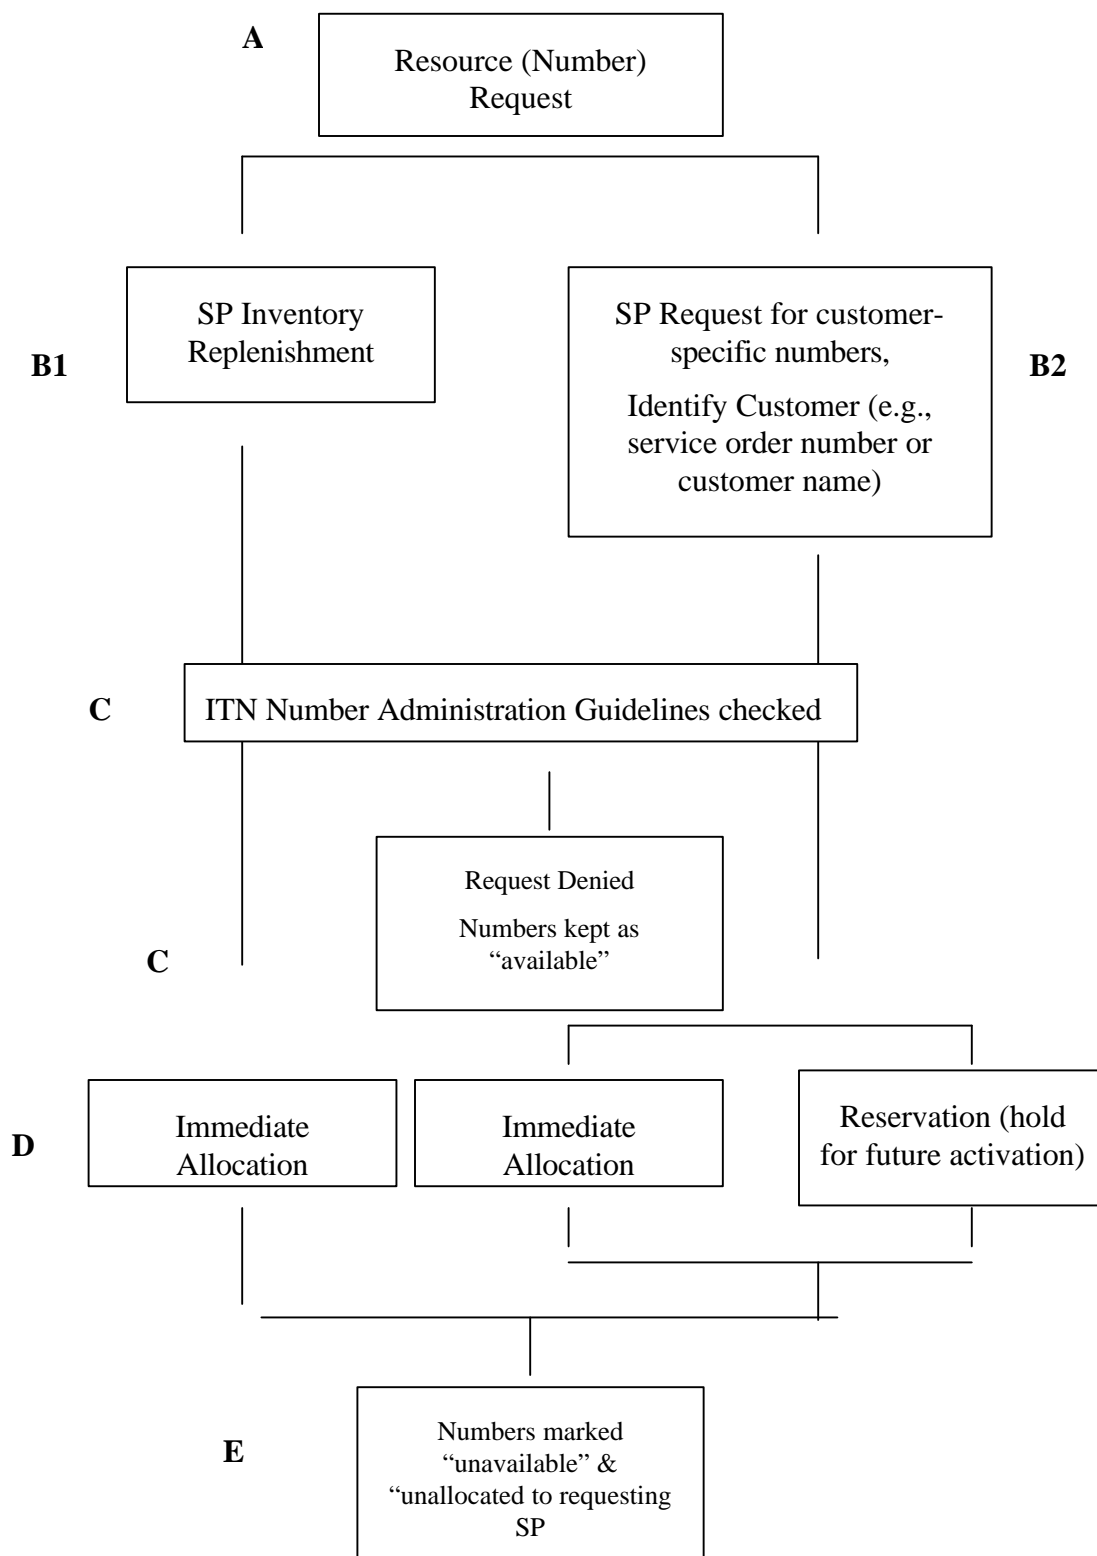 A
Resource (Number)
Request
SP Inventory
Replenishment
B1
SP Request for customer-
specific numbers,
Identify Customer (e.g.,
service order number or
customer name)
B2
C
ITN Number Administration Guidelines checked
Request Denied
Numbers kept as
“available”
C
D
Immediate
Allocation
Immediate
Allocation
Reservation (hold
for future activation)
E
Numbers marked
“unavailable” &
“unallocated to requesting
SP